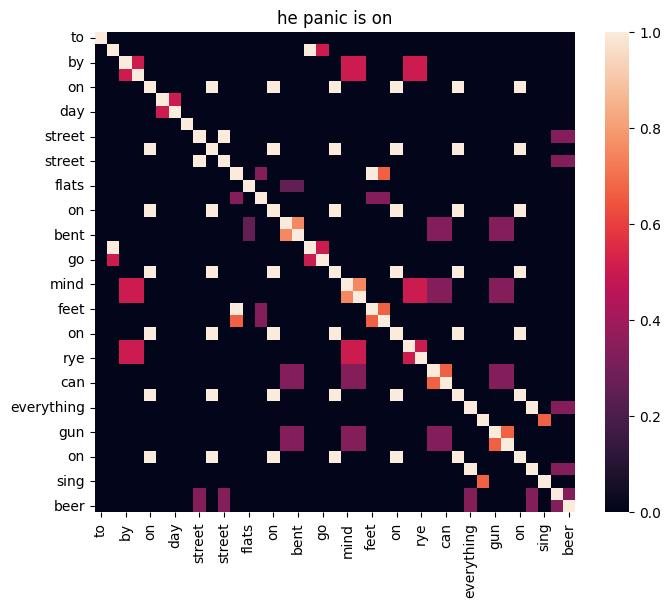 he panic is on
to
by
on
day
street
street
flats
on
bent
go
mind
feet
on
rye
can
everything
gun
on
sing
beer
to
by
on
day
street
street
flats
on
bent
go
mind
feet
on
rye
can
everything
gun
on
sing
beer
1.0
0.8
0.6
0.4
0.2
0.0